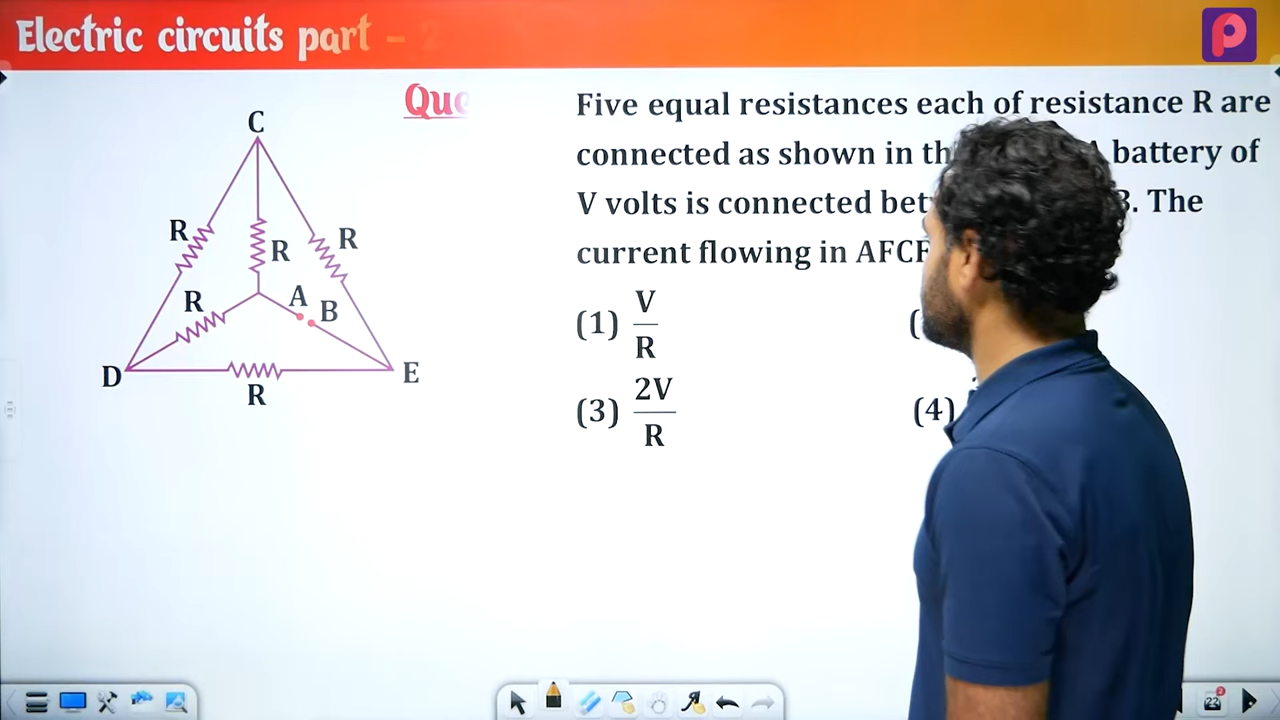 Electric circuits part - 2
Que
Five equal resistances each of resistance R are
connected as shown in th A battery of
V volts is connected bet B. The
current flowing in AFCE
(1) V/R
(3) 2V/R
(4)
C
R
R
R
R
A
B
D
E
R